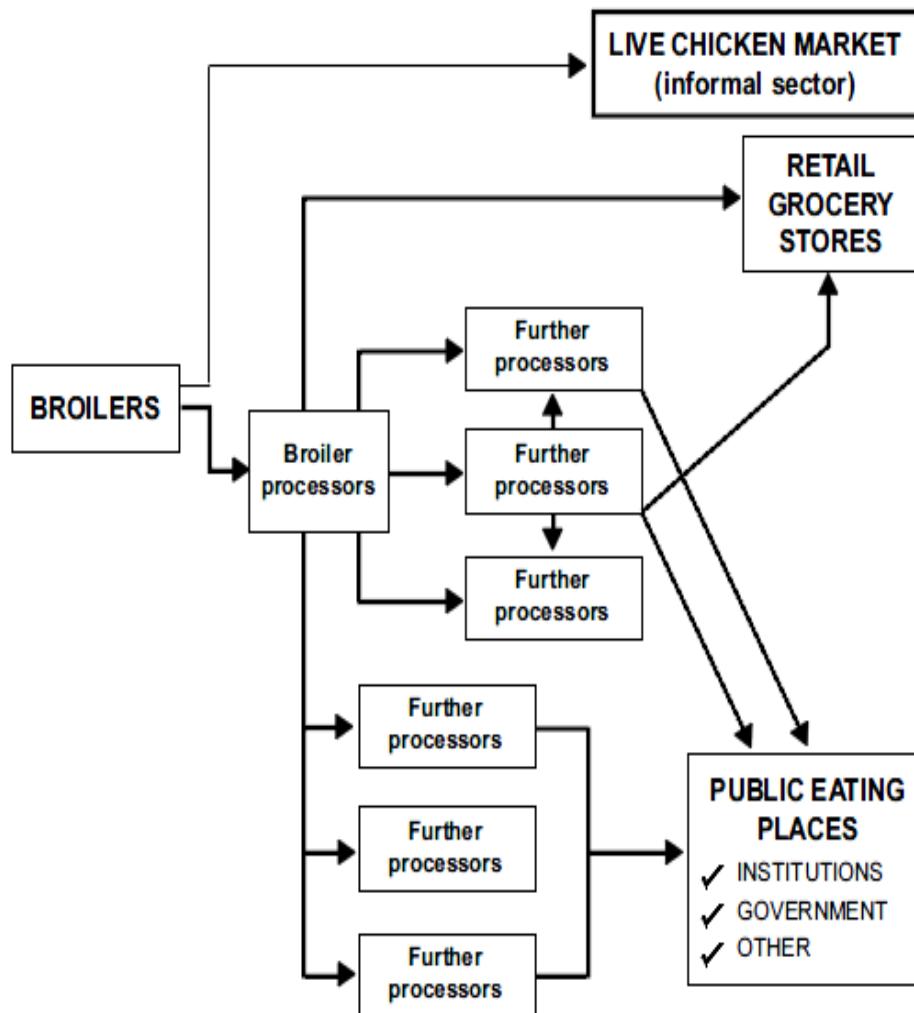 LIVE CHICKEN MARKET
(informal sector)
RETAIL
GROCERY
STORES
Further
processors
BROILERS
Broiler
processors
Further
processors
Further
processors
Further
processors
Further
processors
Further
processors
PUBLIC EATING
PLACES
✓ INSTITUTIONS
✓ GOVERNMENT
✓ OTHER